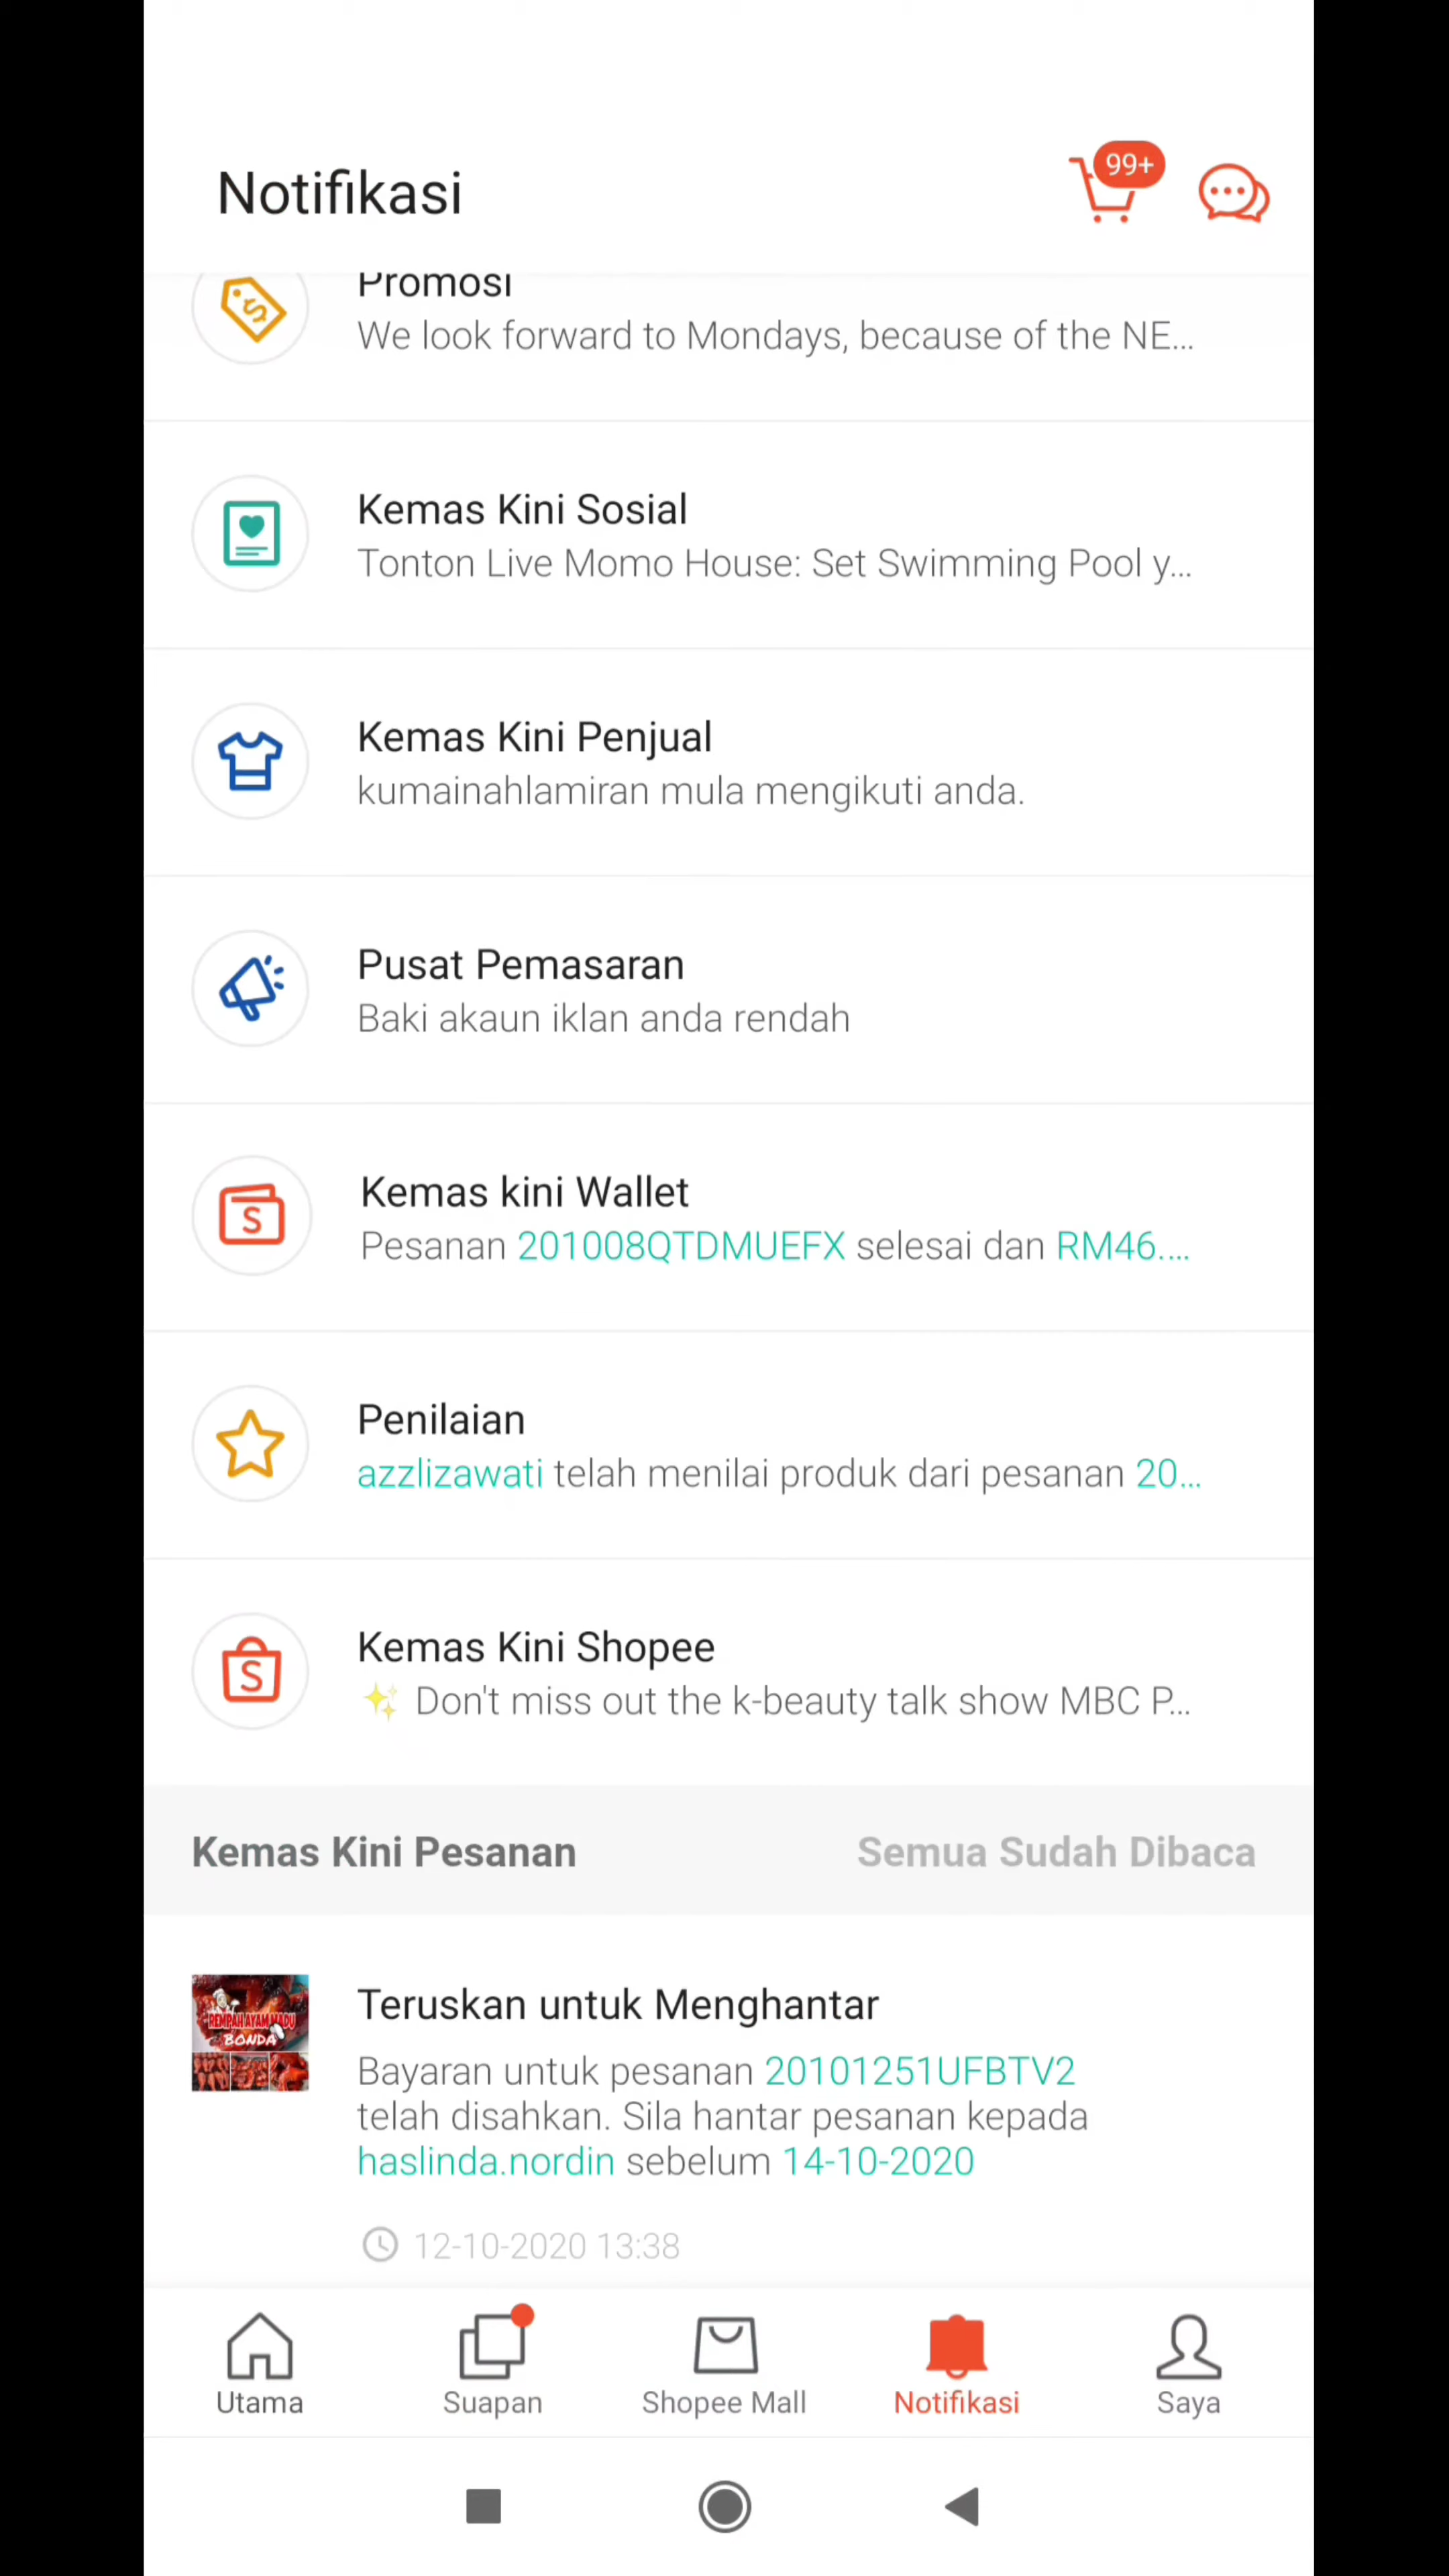 Notifikasi
99+
Promosi
We look forward to Mondays, because of the NE...
Kemas Kini Sosial
Tonton Live Momo House: Set Swimming Pool y...
Kemas Kini Penjual
kumainahlamiran mula mengikuti anda.
Pusat Pemasaran
Baki akaun iklan anda rendah
Kemas kini Wallet
Pesanan 201008QTDMUEFX selesai dan RM46....
Penilaian
azzlizawati telah menilai produk dari pesanan 20...
Kemas Kini Shopee
✨ Don't miss out the k-beauty talk show MBC P...
Kemas Kini Pesanan Semua Sudah Dibaca
REMPAH AYAM MADU
BONDA
Teruskan untuk Menghantar
Bayaran untuk pesanan 20101251UFBTV2
telah disahkan. Sila hantar pesanan kepada
haslinda.nordin sebelum 14-10-2020
12-10-2020 13:38
Utama Suapan Shopee Mall Notifikasi Saya